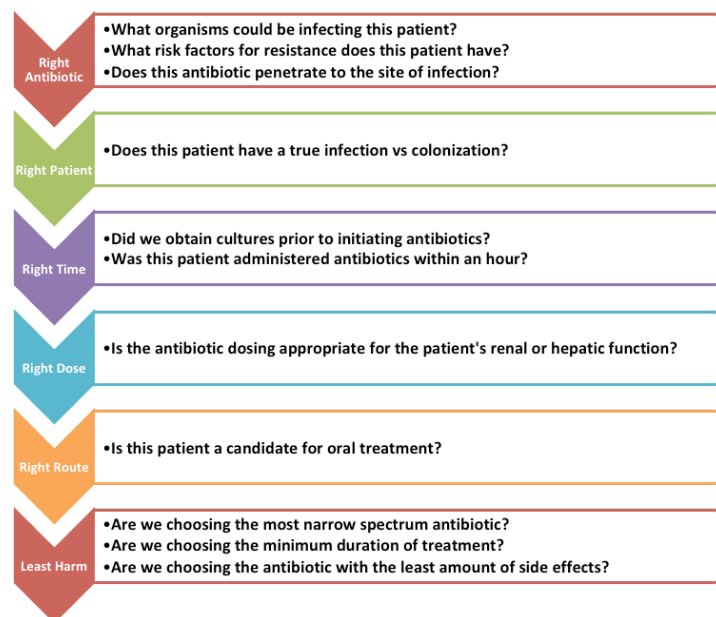 Right
Antibiotic
•What organisms could be infecting this patient?
•What risk factors for resistance does this patient have?
•Does this antibiotic penetrate to the site of infection?
Right Patient
•Does this patient have a true infection vs colonization?
Right Time
•Did we obtain cultures prior to initiating antibiotics?
•Was this patient administered antibiotics within an hour?
Right Dose
•Is the antibiotic dosing appropriate for the patient's renal or hepatic function?
Right Route
•Is this patient a candidate for oral treatment?
Least Harm
•Are we choosing the most narrow spectrum antibiotic?
•Are we choosing the minimum duration of treatment?
•Are we choosing the antibiotic with the least amount of side effects?